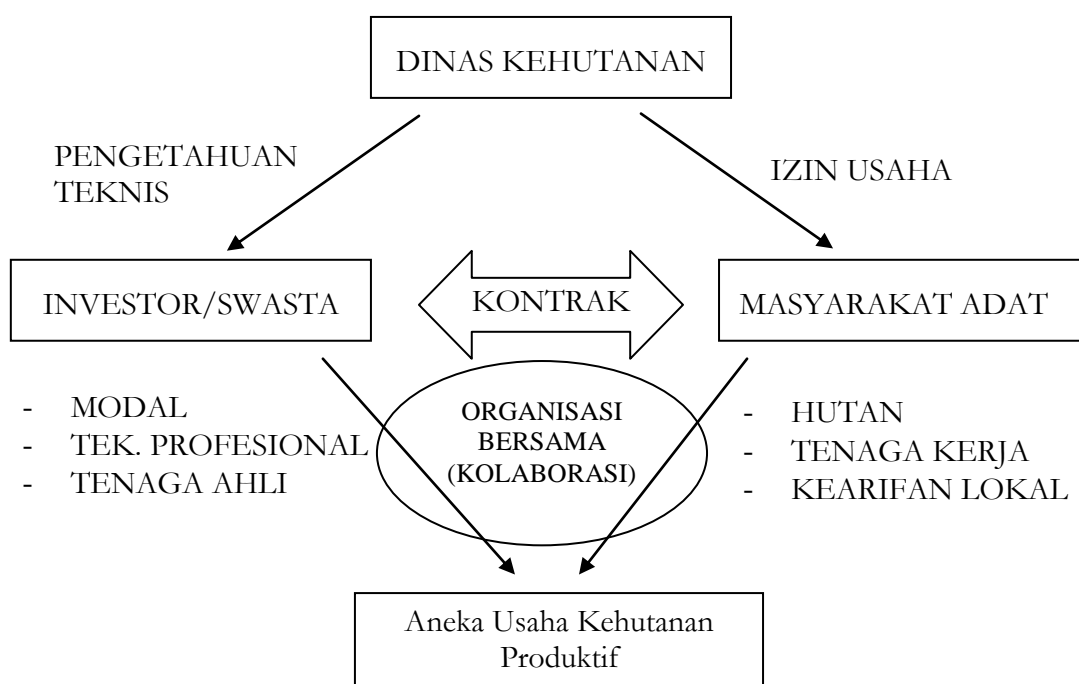 DINAS KEHUTANAN
PENGETAHUAN
TEKNIS
IZIN USAHA
INVESTOR/SWASTA
KONTRAK
MASYARAKAT ADAT
- MODAL
- TEK. PROFESIONAL
- TENAGA AHLI
ORGANISASI
BERSAMA
(KOLABORASI)
- HUTAN
- TENAGA KERJA
- KEARIFAN LOKAL
Aneka Usaha Kehutanan
Produktif